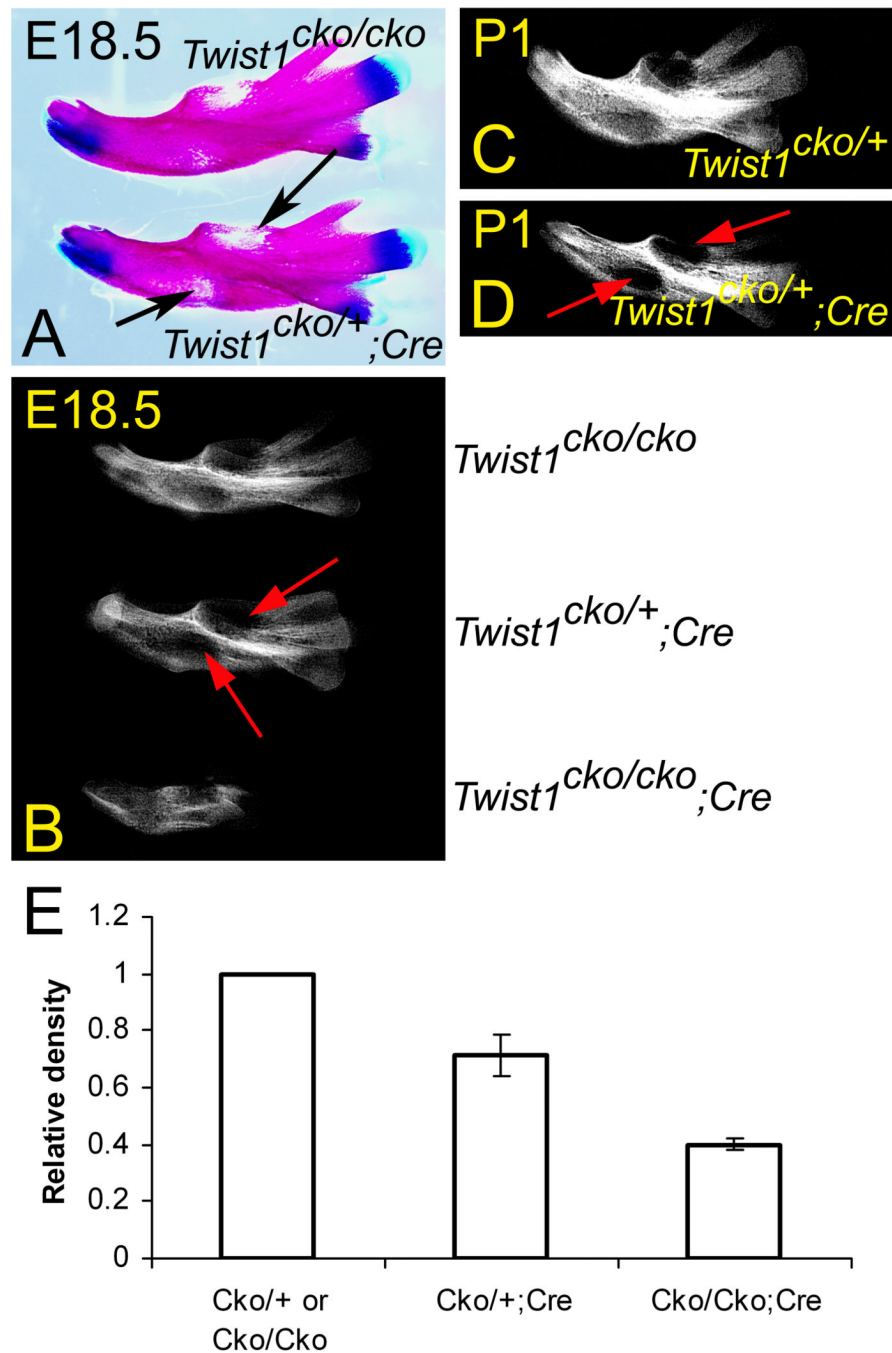 E18.5
Twist1cko/cko
A
Twist1cko/+;Cre
P1
C
Twist1cko/+
P1
D
Twist1cko/+;Cre
E18.5
Twist1cko/cko
Twist1cko/+;Cre
Twist1cko/cko;Cre
B
E
1.2
1
0.8
0.6
0.4
0.2
0
Relative density
Cko/+ or
Cko/Cko
Cko/+;Cre
Cko/Cko;Cre